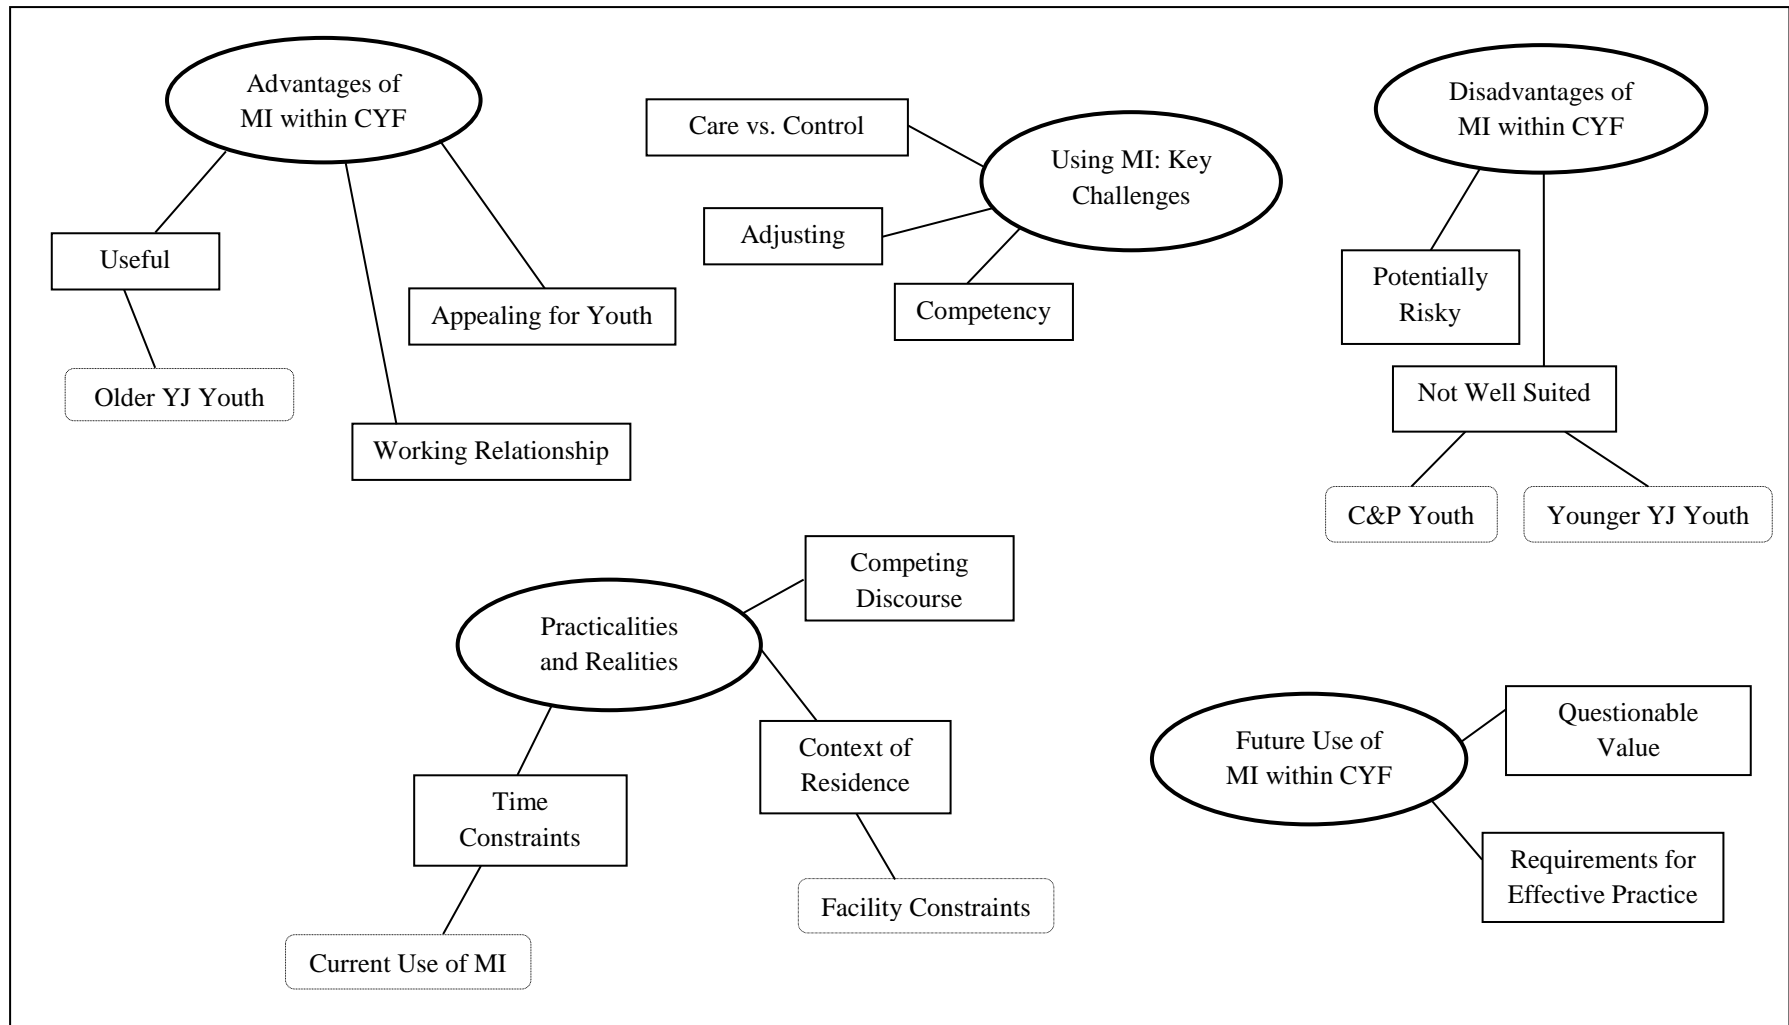 Advantages of
MI within CYF
Useful
Older YJ Youth
Working Relationship
Appealing for Youth
Care vs. Control
Adjusting
Competency
Using MI: Key
Challenges
Disadvantages of
MI within CYF
Potentially
Risky
Not Well Suited
C&P Youth
Younger YJ Youth
Practicalities
and Realities
Competing
Discourse
Context of
Residence
Facility Constraints
Time
Constraints
Current Use of MI
Future Use of
MI within CYF
Questionable
Value
Requirements for
Effective Practice